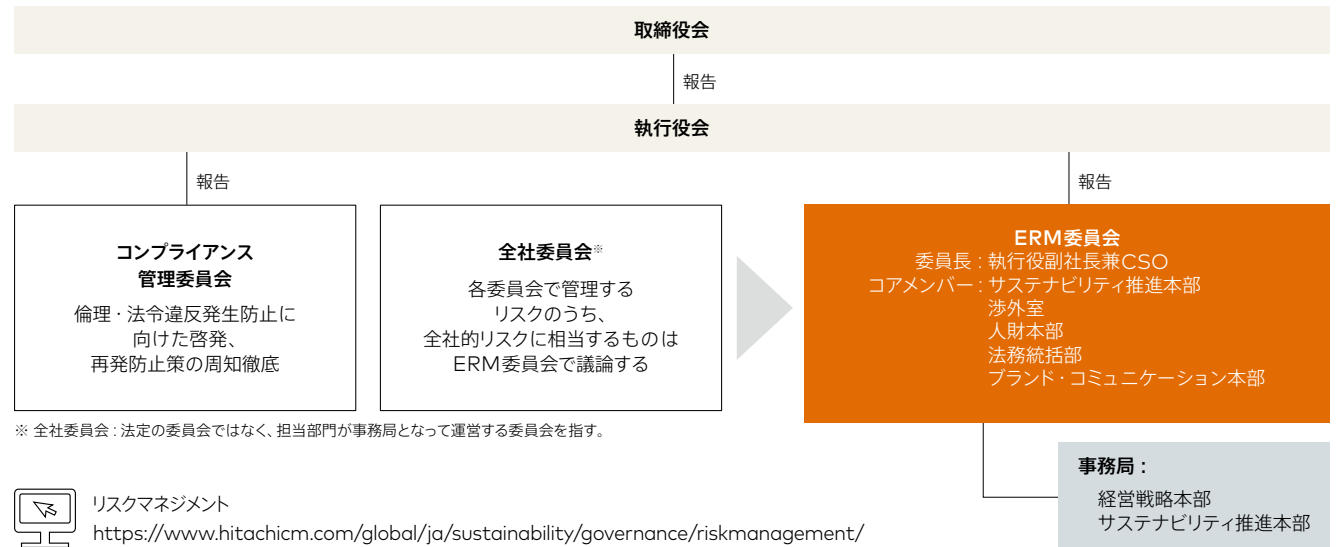 取締役会
報告
執行役会
報告
報告
コンプライアンス
管理委員会
倫理・法令違反発生防止に
向けた啓発、
再発防止策の周知徹底
全社委員会※
各委員会で管理する
リスクのうち、
全社的リスクに相当するものは
ERM委員会で議論する
ERM委員会
委員長：執行役副社長兼CSO
コアメンバー：サステナビリティ推進本部
渉外室
人財本部
法務統括部
ブランド・コミュニケーション本部
※ 全社委員会：法定の委員会ではなく、担当部門が事務局となって運営する委員会を指す。
事務局：
経営戦略本部
サステナビリティ推進本部
リスクマネジメント
https://www.hitachicm.com/global/ja/sustainability/governance/riskmanagement/